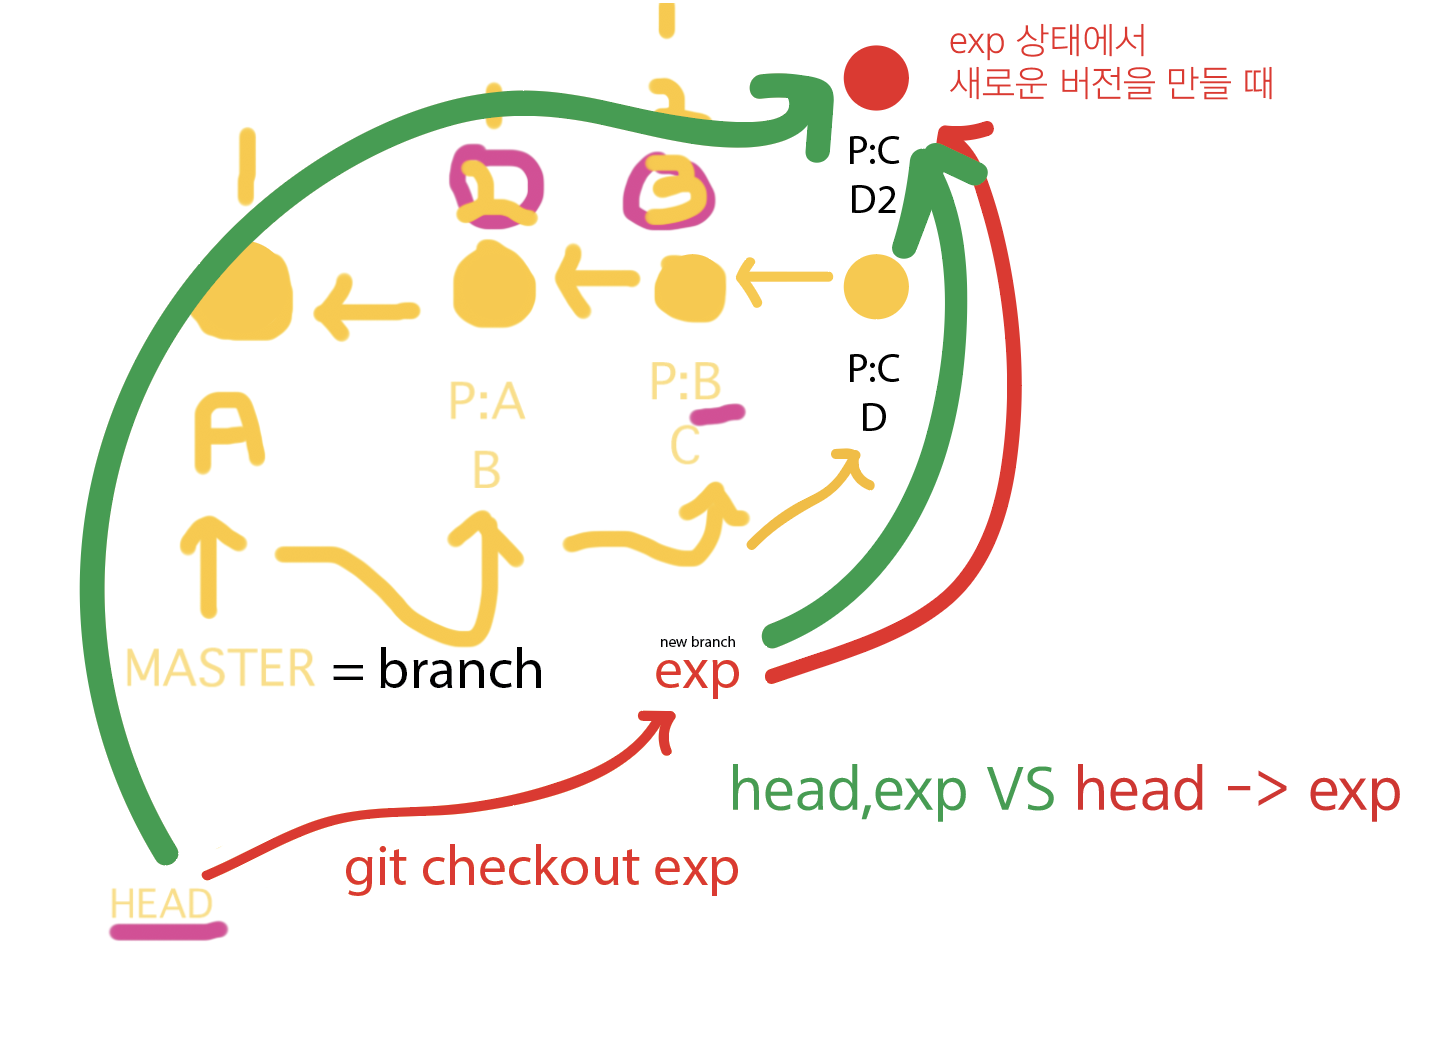 exp 상태에서
새로운 버전을 만들 때
P:C
D2
2
3
P:A
B
P:B
C
P:C
D
A
MASTER = branch
new branch
exp
head,exp VS head -> exp
git checkout exp
HEAD